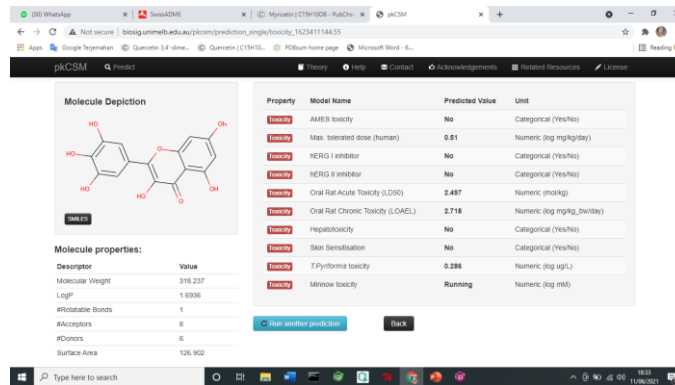 (30) WhatsApp
SwissADME
Myricetin | C15H10O8 - PubChe
pkCSM
Not secure | biosig.unimelb.edu.au/pkcsm/prediction_single/toxicity_1623411144.55
Apps Google Terjemahan Quercetin 3,4'-dime... Quercetin | C15H10... PDBsum home page Microsoft Word - 6... Reading l
pkCSM Predict Theory Help Contact Acknowledgements Related Resources License
Molecule Depiction
HO
OH
HO
HO
HO
O
O
OH
SMILES
Molecule properties:
Descriptor Value
Molecular Weight 318.237
LogP 1.6936
#Rotatable Bonds 1
#Acceptors 8
#Donors 6
Surface Area 126.902
Property Model Name Predicted Value Unit
Toxicity AMES toxicity No Categorical (Yes/No)
Toxicity Max. tolerated dose (human) 0.51 Numeric (log mg/kg/day)
Toxicity hERG I inhibitor No Categorical (Yes/No)
Toxicity hERG II inhibitor No Categorical (Yes/No)
Toxicity Oral Rat Acute Toxicity (LD50) 2.497 Numeric (mol/kg)
Toxicity Oral Rat Chronic Toxicity (LOAEL) 2.718 Numeric (log mg/kg_bw/day)
Toxicity Hepatotoxicity No Categorical (Yes/No)
Toxicity Skin Sensitisation No Categorical (Yes/No)
Toxicity T.Pyriformis toxicity 0.286 Numeric (log ug/L)
Toxicity Minnow toxicity Running Numeric (log mM)
Run another prediction Back
Type here to search
18:33
11/06/2021